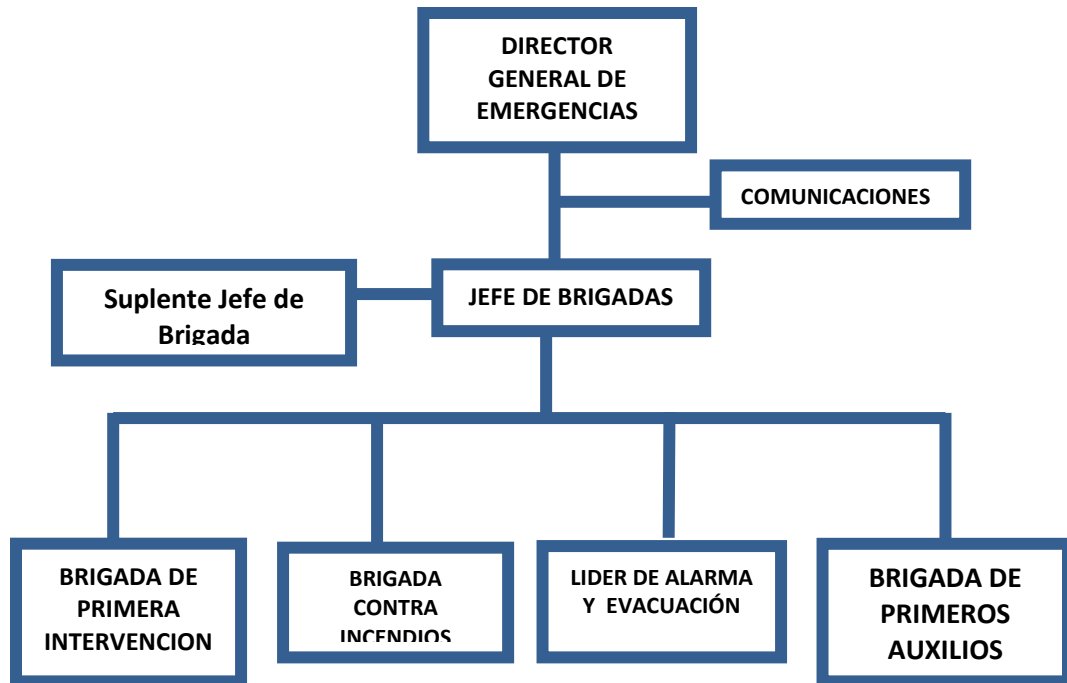 DIRECTOR
GENERAL DE
EMERGENCIAS
COMUNICACIONES
Suplente Jefe de
Brigada
JEFE DE BRIGADAS
BRIGADA DE
PRIMERA
INTERVENCION
BRIGADA
CONTRA
INCENDIOS
LIDER DE ALARMA
Y EVACUACIÓN
BRIGADA DE
PRIMEROS
AUXILIOS